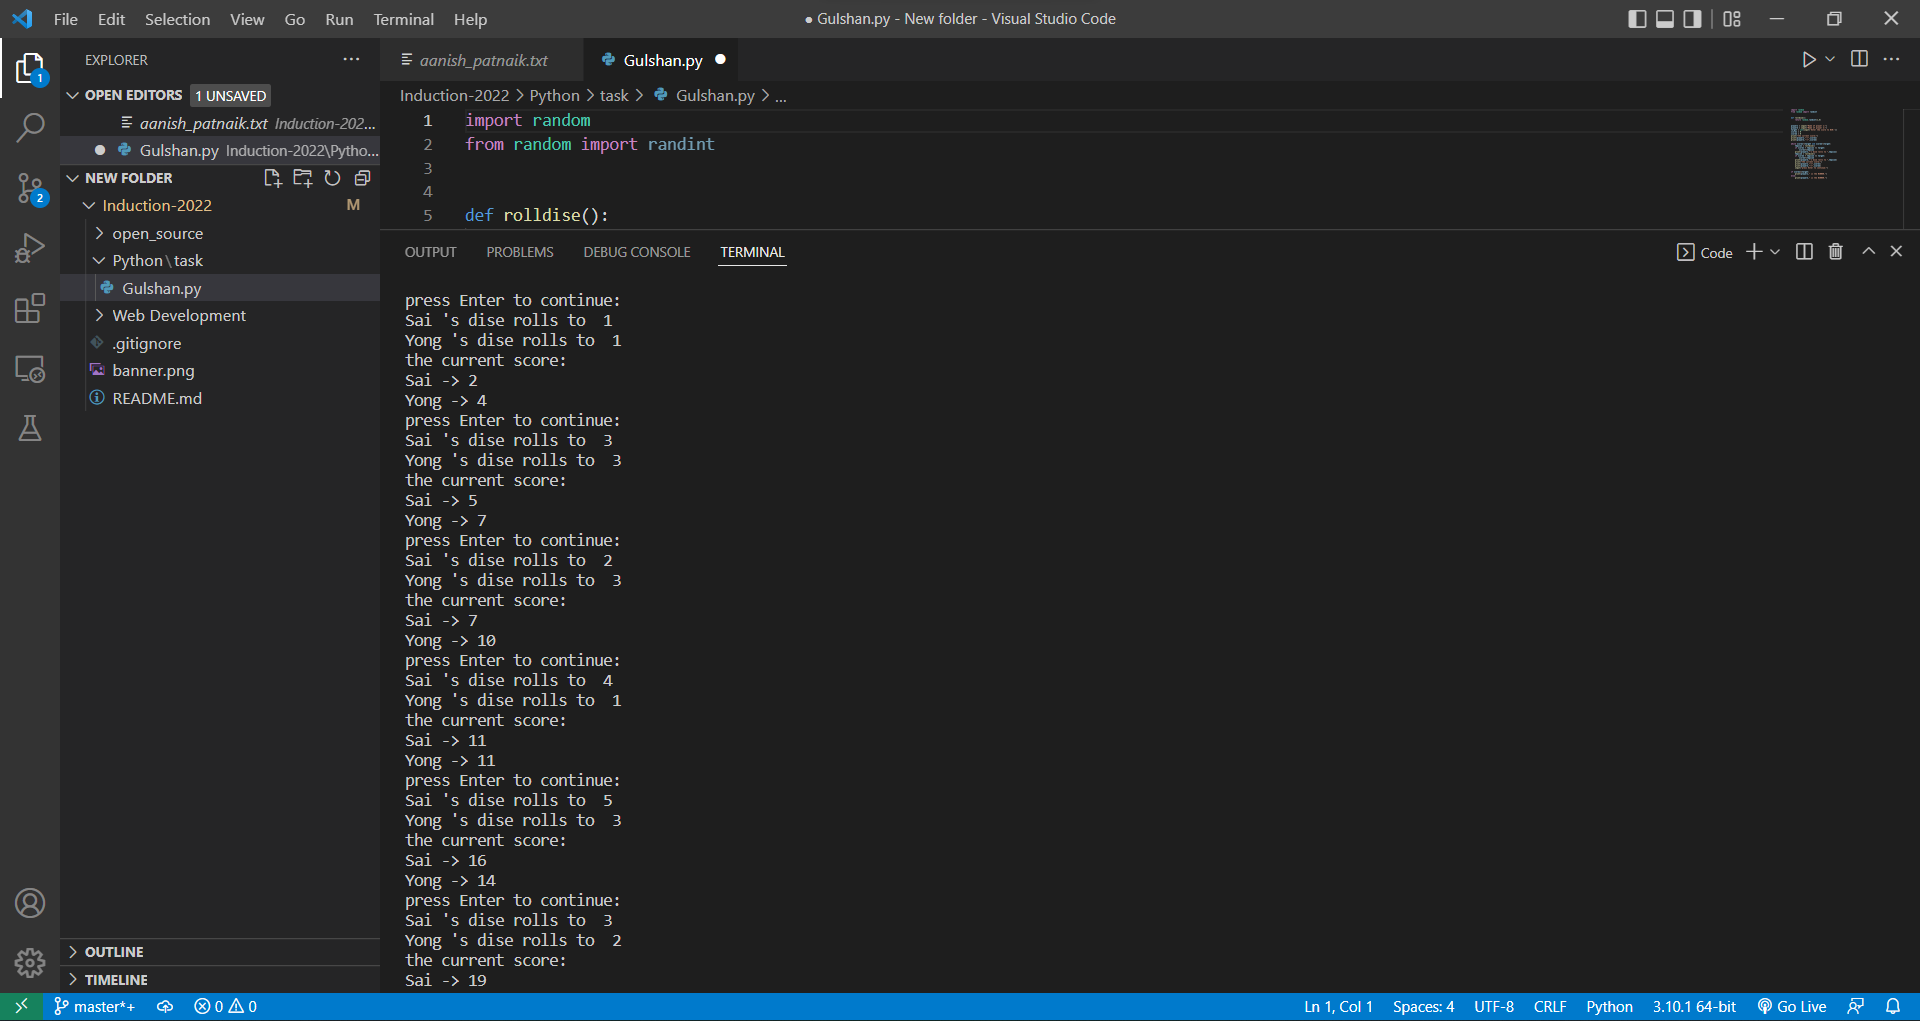 File Edit Selection View Go Run Terminal Help
● Gulshan.py - New folder - Visual Studio Code
EXPLORER
OPEN EDITORS 1 UNSAVED
aanish_patnaik.txt Induction-202...
Gulshan.py Induction-2022\Pytho...
NEW FOLDER
Induction-2022 M
open_source
Python\task
Gulshan.py
Web Development
.gitignore
banner.png
README.md
OUTLINE
TIMELINE
1
2
aanish_patnaik.txt Gulshan.py
Induction-2022 > Python > task > Gulshan.py > ...
1 import random
2 from random import randint
3
4
5 def rolldise():
OUTPUT PROBLEMS DEBUG CONSOLE TERMINAL
Code
press Enter to continue:
Sai 's dise rolls to  1
Yong 's dise rolls to  1
the current score:
Sai -> 2
Yong -> 4
press Enter to continue:
Sai 's dise rolls to  3
Yong 's dise rolls to  3
the current score:
Sai -> 5
Yong -> 7
press Enter to continue:
Sai 's dise rolls to  2
Yong 's dise rolls to  3
the current score:
Sai -> 7
Yong -> 10
press Enter to continue:
Sai 's dise rolls to  4
Yong 's dise rolls to  1
the current score:
Sai -> 11
Yong -> 11
press Enter to continue:
Sai 's dise rolls to  5
Yong 's dise rolls to  3
the current score:
Sai -> 16
Yong -> 14
press Enter to continue:
Sai 's dise rolls to  3
Yong 's dise rolls to  2
the current score:
Sai -> 19
master*+ 0 0 Ln 1, Col 1 Spaces: 4 UTF-8 CRLF Python 3.10.1 64-bit Go Live